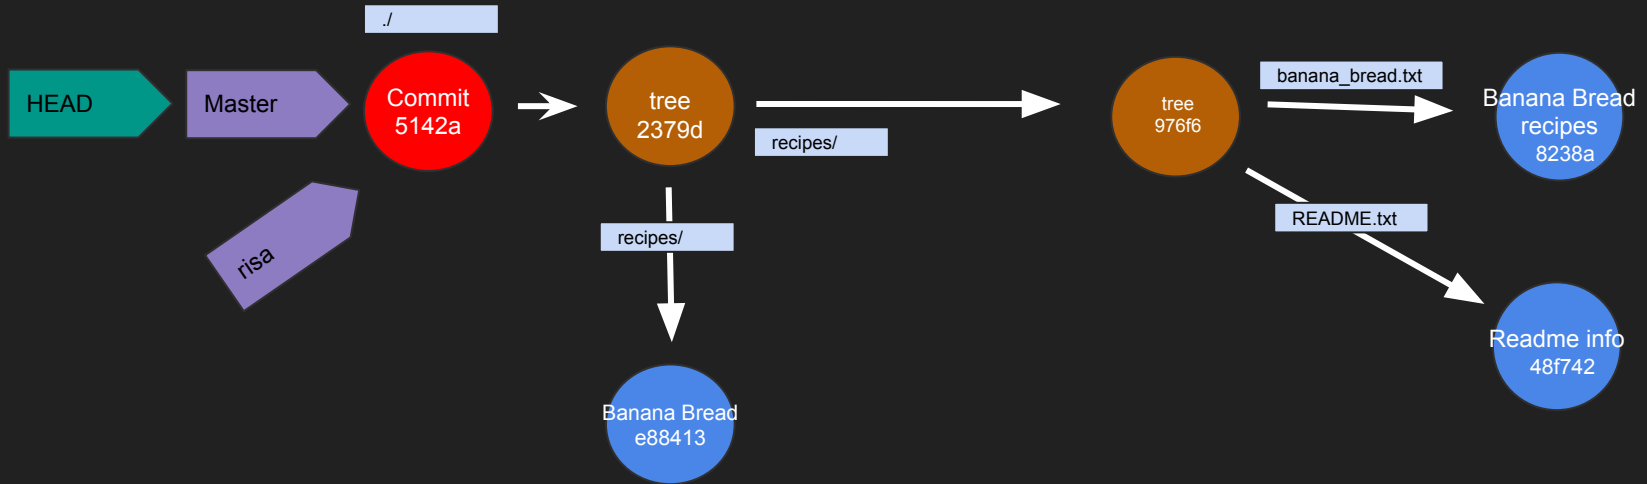 ./
HEAD
Master
Commit
5142a
tree
2379d
recipes/
tree
976f6
banana_bread.txt
Banana Bread
recipes
8238a
risa
recipes/
README.txt
Readme info
48f742
Banana Bread
e88413